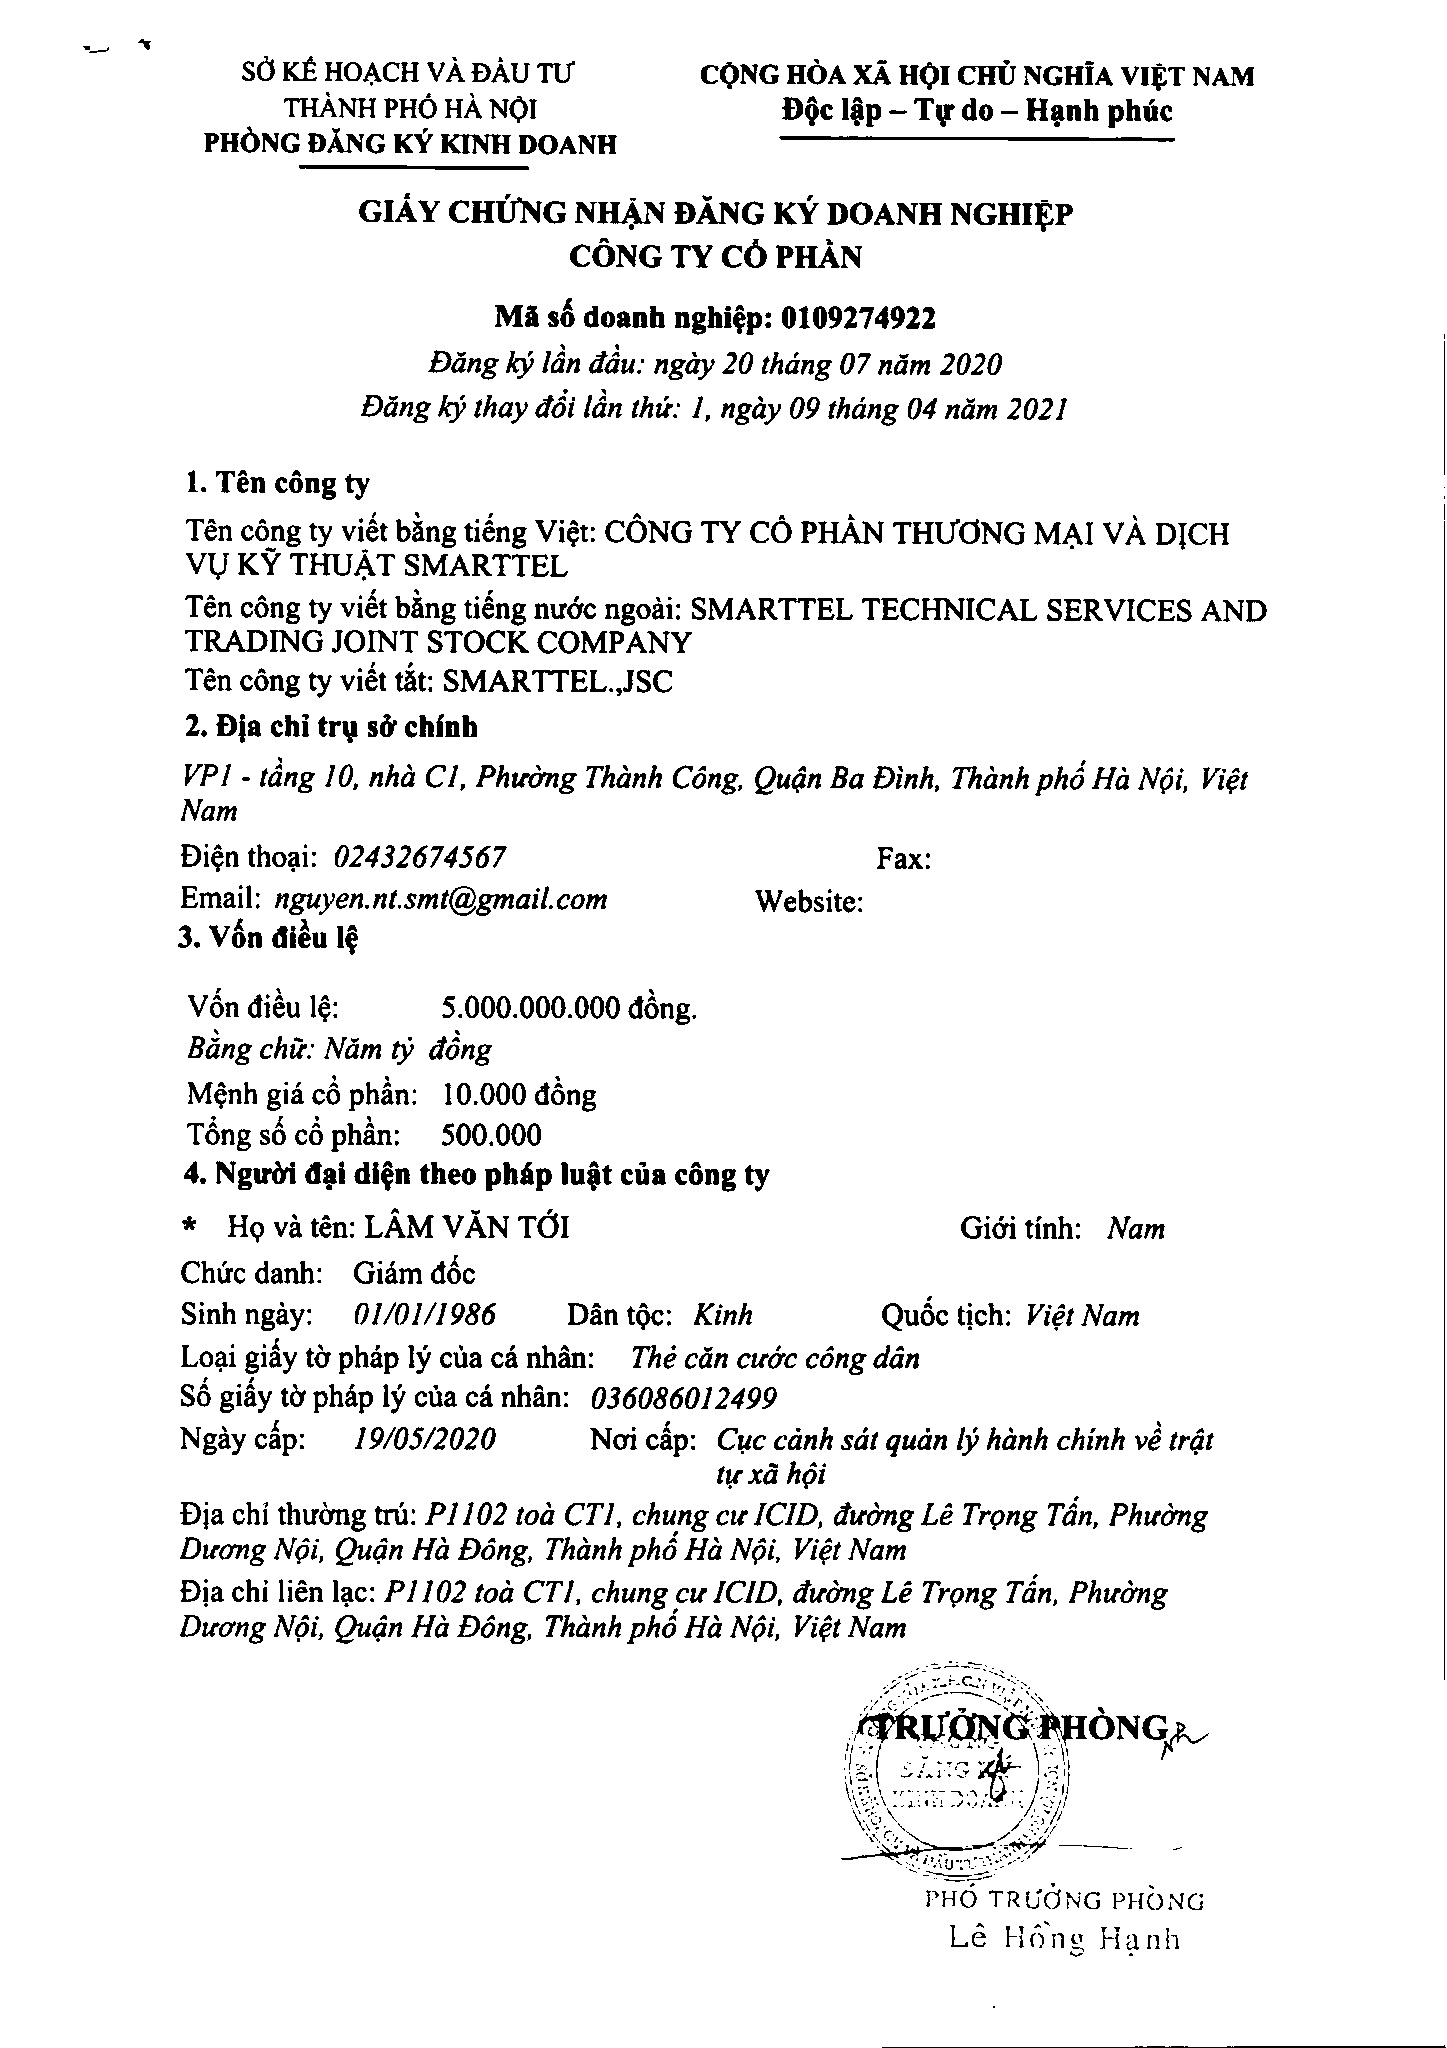 SỞ KẾ HOẠCH VÀ ĐẦU TƯ
THÀNH PHỐ HÀ NỘI
PHÒNG ĐĂNG KÝ KINH DOANH
CỘNG HÒA XÃ HỘI CHỦ NGHĨA VIỆT NAM
Độc lập – Tự do – Hạnh phúc
GIẤY CHỨNG NHẬN ĐĂNG KÝ DOANH NGHIỆP
CÔNG TY CỔ PHẦN
Mã số doanh nghiệp: 0109274922
Đăng ký lần đầu: ngày 20 tháng 07 năm 2020
Đăng ký thay đổi lần thứ: 1, ngày 09 tháng 04 năm 2021
1. Tên công ty
Tên công ty viết bằng tiếng Việt: CÔNG TY CỔ PHẦN THƯƠNG MẠI VÀ DỊCH
VỤ KỸ THUẬT SMARTTEL
Tên công ty viết bằng tiếng nước ngoài: SMARTTEL TECHNICAL SERVICES AND
TRADING JOINT STOCK COMPANY
Tên công ty viết tắt: SMARTTEL.,JSC
2. Địa chỉ trụ sở chính
VP1 - tầng 10, nhà C1, Phường Thành Công, Quận Ba Đình, Thành phố Hà Nội, Việt
Nam
Điện thoại: 02432674567 Fax:
Email: nguyen.nt.smt@gmail.com Website:
3. Vốn điều lệ
Vốn điều lệ: 5.000.000.000 đồng.
Bằng chữ: Năm tỷ đồng
Mệnh giá cổ phần: 10.000 đồng
Tổng số cổ phần: 500.000
4. Người đại diện theo pháp luật của công ty
* Họ và tên: LÂM VĂN TỚI Giới tính: Nam
Chức danh: Giám đốc
Sinh ngày: 01/01/1986 Dân tộc: Kinh Quốc tịch: Việt Nam
Loại giấy tờ pháp lý của cá nhân: Thẻ căn cước công dân
Số giấy tờ pháp lý của cá nhân: 036086012499
Ngày cấp: 19/05/2020 Nơi cấp: Cục cảnh sát quản lý hành chính về trật
tự xã hội
Địa chỉ thường trú: P1102 toà CT1, chung cư ICID, đường Lê Trọng Tấn, Phường
Dương Nội, Quận Hà Đông, Thành phố Hà Nội, Việt Nam
Địa chỉ liên lạc: P1102 toà CT1, chung cư ICID, đường Lê Trọng Tấn, Phường
Dương Nội, Quận Hà Đông, Thành phố Hà Nội, Việt Nam
TRƯỞNG PHÒNG
ĐĂNG KÝ
KINH DOANH
PHÓ TRƯỞNG PHÒNG
Lê Hồng Hạnh